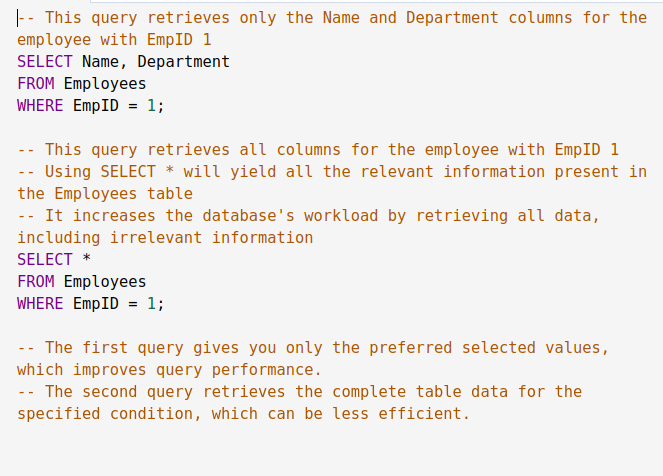 -- This query retrieves only the Name and Department columns for the
employee with EmpID 1
SELECT Name, Department
FROM Employees
WHERE EmpID = 1;
-- This query retrieves all columns for the employee with EmpID 1
-- Using SELECT * will yield all the relevant information present in
the Employees table
-- It increases the database's workload by retrieving all data,
including irrelevant information
SELECT *
FROM Employees
WHERE EmpID = 1;
-- The first query gives you only the preferred selected values,
which improves query performance.
-- The second query retrieves the complete table data for the
specified condition, which can be less efficient.